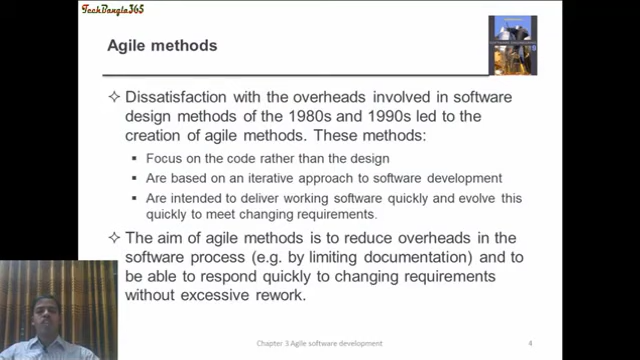 TechBangla365
Agile methods
Dissatisfaction with the overheads involved in software
design methods of the 1980s and 1990s led to the
creation of agile methods. These methods:
Focus on the code rather than the design
Are based on an iterative approach to software development
Are intended to deliver working software quickly and evolve this
quickly to meet changing requirements.
The aim of agile methods is to reduce overheads in the
software process (e.g. by limiting documentation) and to
be able to respond quickly to changing requirements
without excessive rework.
Chapter 3 Agile software development 4